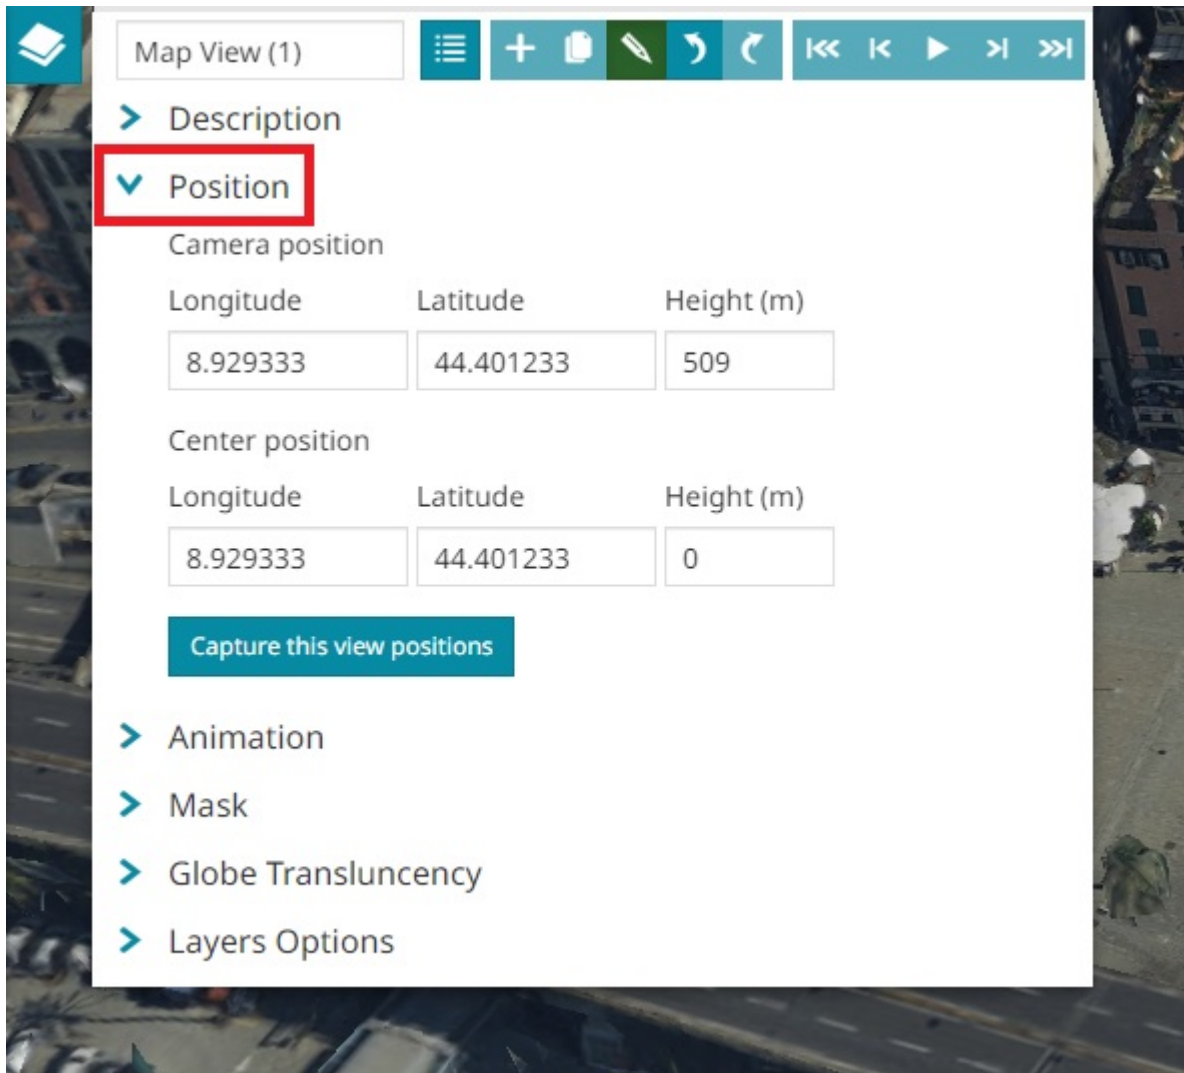 Map View (1)
Description
Position
Camera position
Longitude Latitude Height (m)
8.929333 44.401233 509
Center position
Longitude Latitude Height (m)
8.929333 44.401233 0
Capture this view positions
Animation
Mask
Globe Transluncency
Layers Options